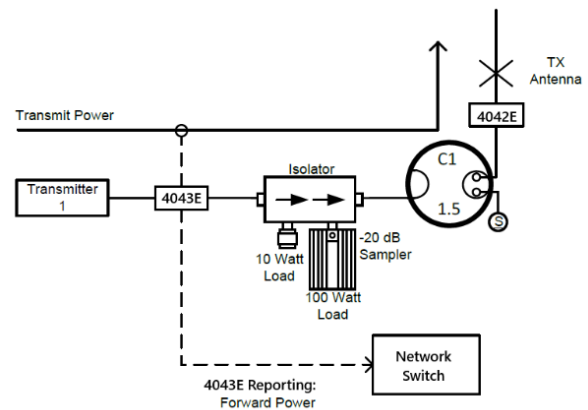 TX
Antenna
Transmit Power
4042E
Isolator
C1
Transmitter
1
4043E
1.5
S
-20 dB
Sampler
10 Watt
Load
100 Watt
Load
Network
Switch
4043E Reporting:
Forward Power